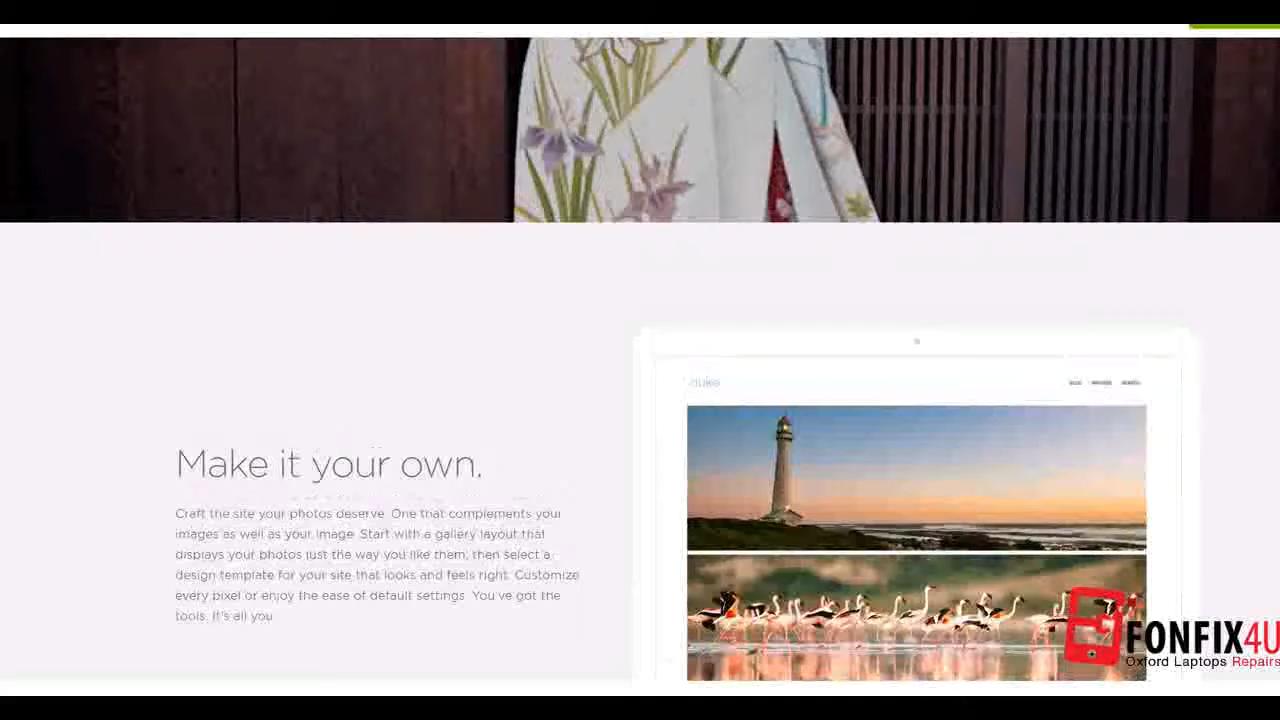 duke
Make it your own.
Craft the site your photos deserve. One that complements your
images as well as your image. Start with a gallery layout that
displays your photos just the way you like them, then select a
design template for your site that looks and feels right. Customize
every pixel or enjoy the ease of default settings. You've got the
tools. It's all you
FONFIX4U
Oxford Laptops Repairs